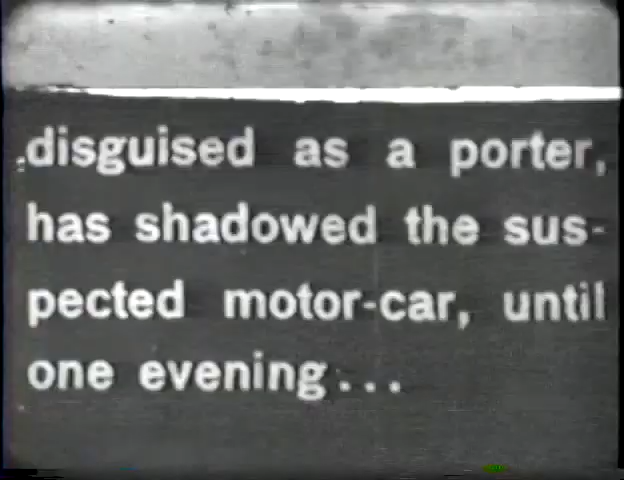 disguised as a porter,
has shadowed the sus-
pected motor-car, until
one evening...